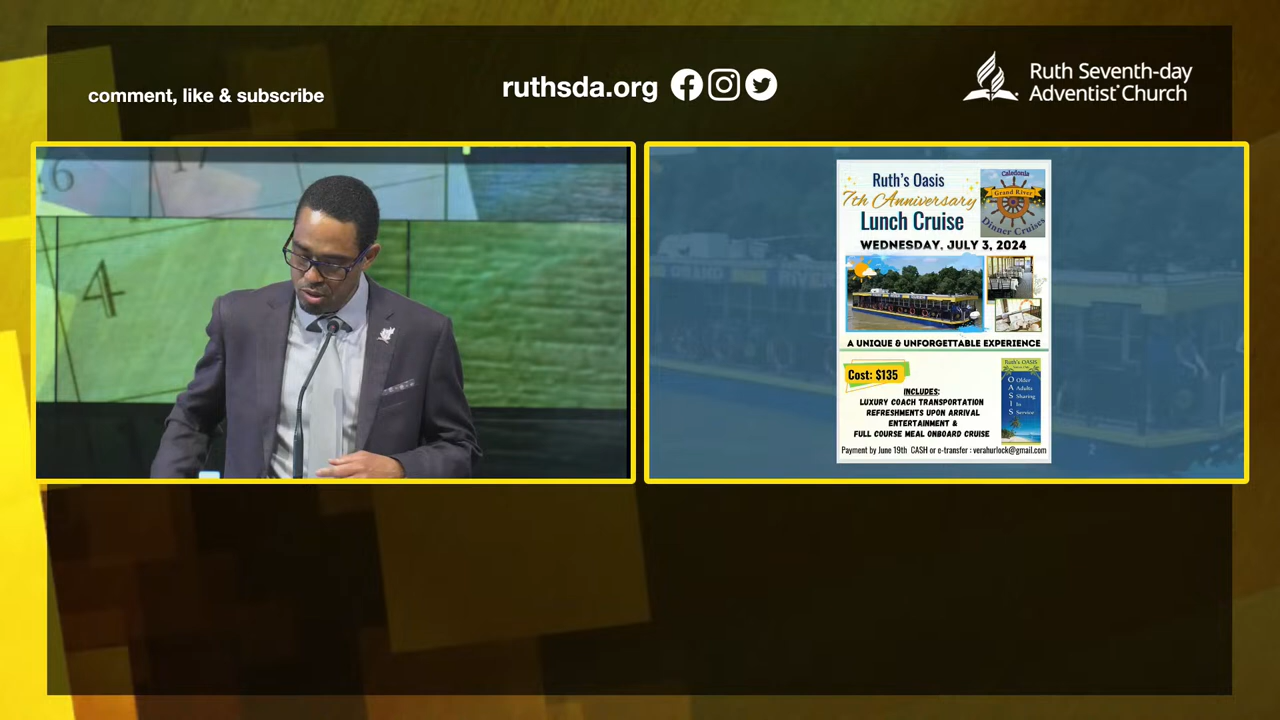 comment, like & subscribe
ruthsda.org
Ruth Seventh-day
Adventist Church
16
17
4
Ruth's Oasis
7th Anniversary
Lunch Cruise
Caledonia
Grand River
Dinner Cruises
WEDNESDAY, JULY 3, 2024
A UNIQUE & UNFORGETTABLE EXPERIENCE
Cost: $135
INCLUDES:
LUXURY COACH TRANSPORTATION
REFRESHMENTS UPON ARRIVAL
ENTERTAINMENT &
FULL COURSE MEAL ONBOARD CRUISE
Ruth's OASIS
O Older
A Adults
S Sharing
I In
S Service
Payment by June 19th CASH or e-transfer : verahurlock@gmail.com